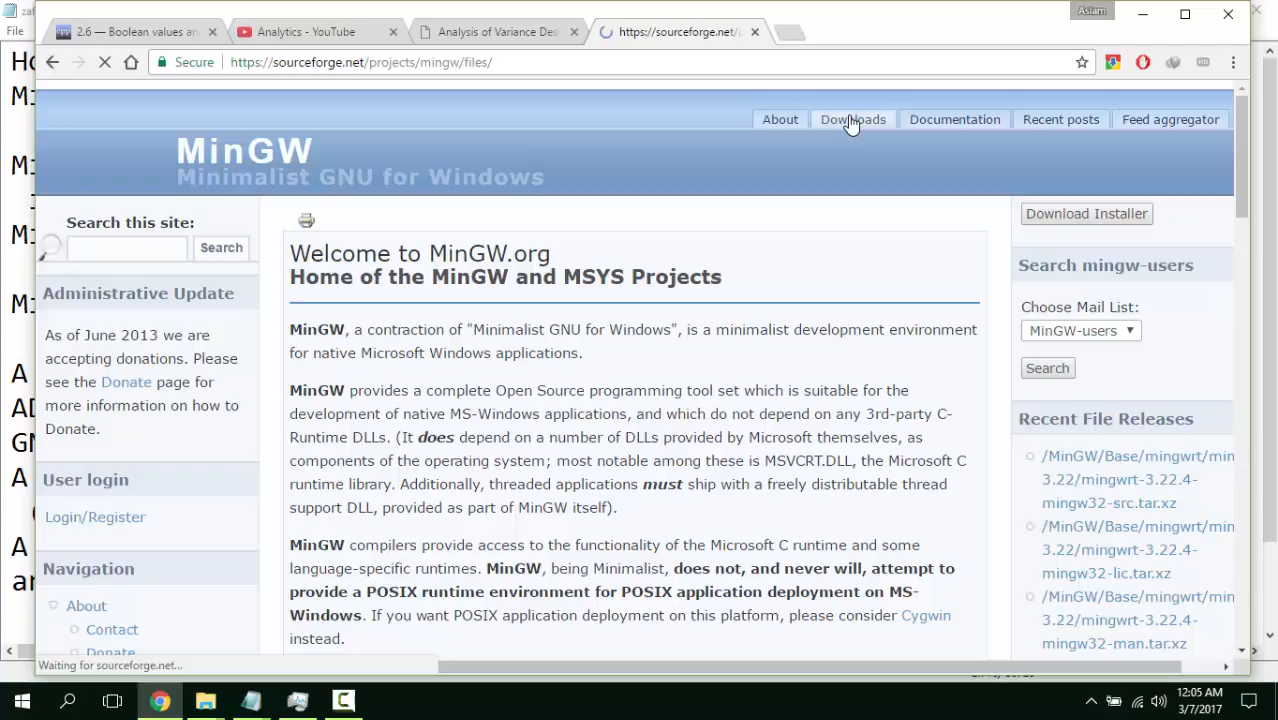 Aslam
2.6 — Boolean values an
Analytics - YouTube
Analysis of Variance Des
https://sourceforge.net/
Secure
https://sourceforge.net/projects/mingw/files/
File
About
Downloads
Documentation
Recent posts
Feed aggregator
MinGW
Minimalist GNU for Windows
Search this site:
Search
Administrative Update
As of June 2013 we are
accepting donations. Please
see the Donate page for
more information on how to
Donate.
User login
Login/Register
Navigation
About
Contact
Donate
Welcome to MinGW.org
Home of the MinGW and MSYS Projects
MinGW, a contraction of "Minimalist GNU for Windows", is a minimalist development environment
for native Microsoft Windows applications.
MinGW provides a complete Open Source programming tool set which is suitable for the
development of native MS-Windows applications, and which do not depend on any 3rd-party C-
Runtime DLLs. (It does depend on a number of DLLs provided by Microsoft themselves, as
components of the operating system; most notable among these is MSVCRT.DLL, the Microsoft C
runtime library. Additionally, threaded applications must ship with a freely distributable thread
support DLL, provided as part of MinGW itself).
MinGW compilers provide access to the functionality of the Microsoft C runtime and some
language-specific runtimes. MinGW, being Minimalist, does not, and never will, attempt to
provide a POSIX runtime environment for POSIX application deployment on MS-
Windows. If you want POSIX application deployment on this platform, please consider Cygwin
instead.
Download Installer
Search mingw-users
Choose Mail List:
MinGW-users
Search
Recent File Releases
/MinGW/Base/mingwrt/min
3.22/mingwrt-3.22.4-
mingw32-src.tar.xz
/MinGW/Base/mingwrt/min
3.22/mingwrt-3.22.4-
mingw32-lic.tar.xz
/MinGW/Base/mingwrt/min
3.22/mingwrt-3.22.4-
mingw32-man.tar.xz
Waiting for sourceforge.net...
12:05 AM
3/7/2017